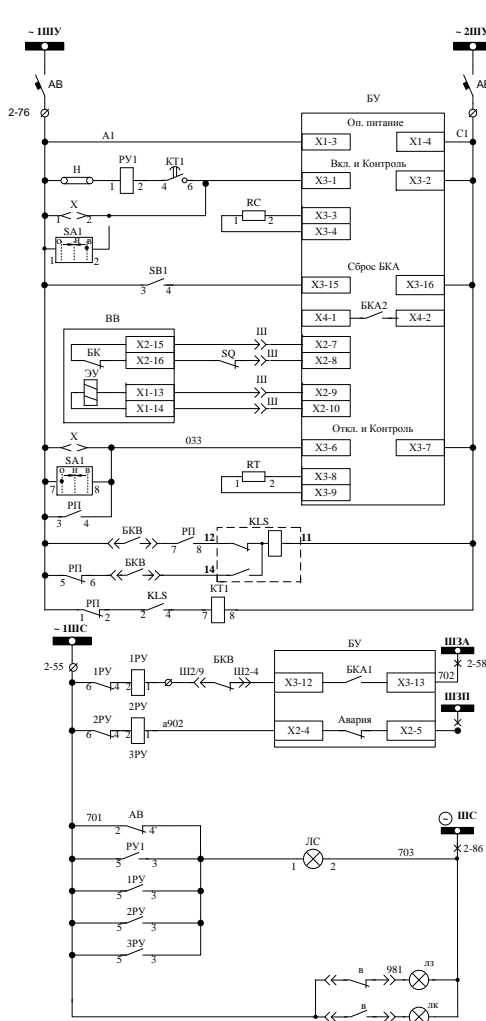 ~ 1ШУ ~ 2ШУ
АВ АВ
2-76
БУ
Оп. питание
А1 Х1-3 Х1-4 С1
Вкл. и Контроль
Н РУ1 КТ1
1 2 4 6 Х3-1 Х3-2
Х RC
1 2 1 2 Х3-3
SA1 Х3-4
О Н В
1 2
Сброс БКА
SB1 Х3-15 Х3-16
3 4
БКА2
Х4-1 Х4-2
ВВ
Х2-15 Ш Х2-7
БК Х2-16 SQ Ш Х2-8
ЭУ
Х1-13 Ш Х2-9
Х1-14 Ш Х2-10
Откл. и Контроль
Х 033 Х3-6 Х3-7
SA1
О Н В RT
7 8 1 2 Х3-8
Х3-9
РП
3 4
KLS
БКВ РП 12 11
7 8
РП БКВ 14
5 6
РП KLS КТ1
1 2 2 4 7 8
~ 1ШС
ШЗА
2-55 2-58
БУ
1РУ 1РУ Ш2/9 БКВ Ш2-4 БКА1 702
6 4 2 1 Х3-12 Х3-13
ШЗП
2РУ 2РУ а902 Авария
6 4 2 1 Х2-4 Х2-5
3РУ
701 АВ ~ ШС
2 4`
2-86
РУ1 ЛС 703
5 3 1 2
1РУ
5 3
2РУ
5 3
3РУ
5 3
в 981 лз
в лк